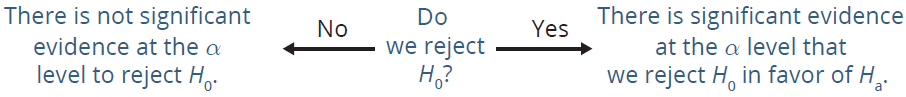 There is not significant
evidence at the α
level to reject H₀.
No
Do
we reject
H₀?
Yes
There is significant evidence
at the α level that
we reject H₀ in favor of Hₐ.